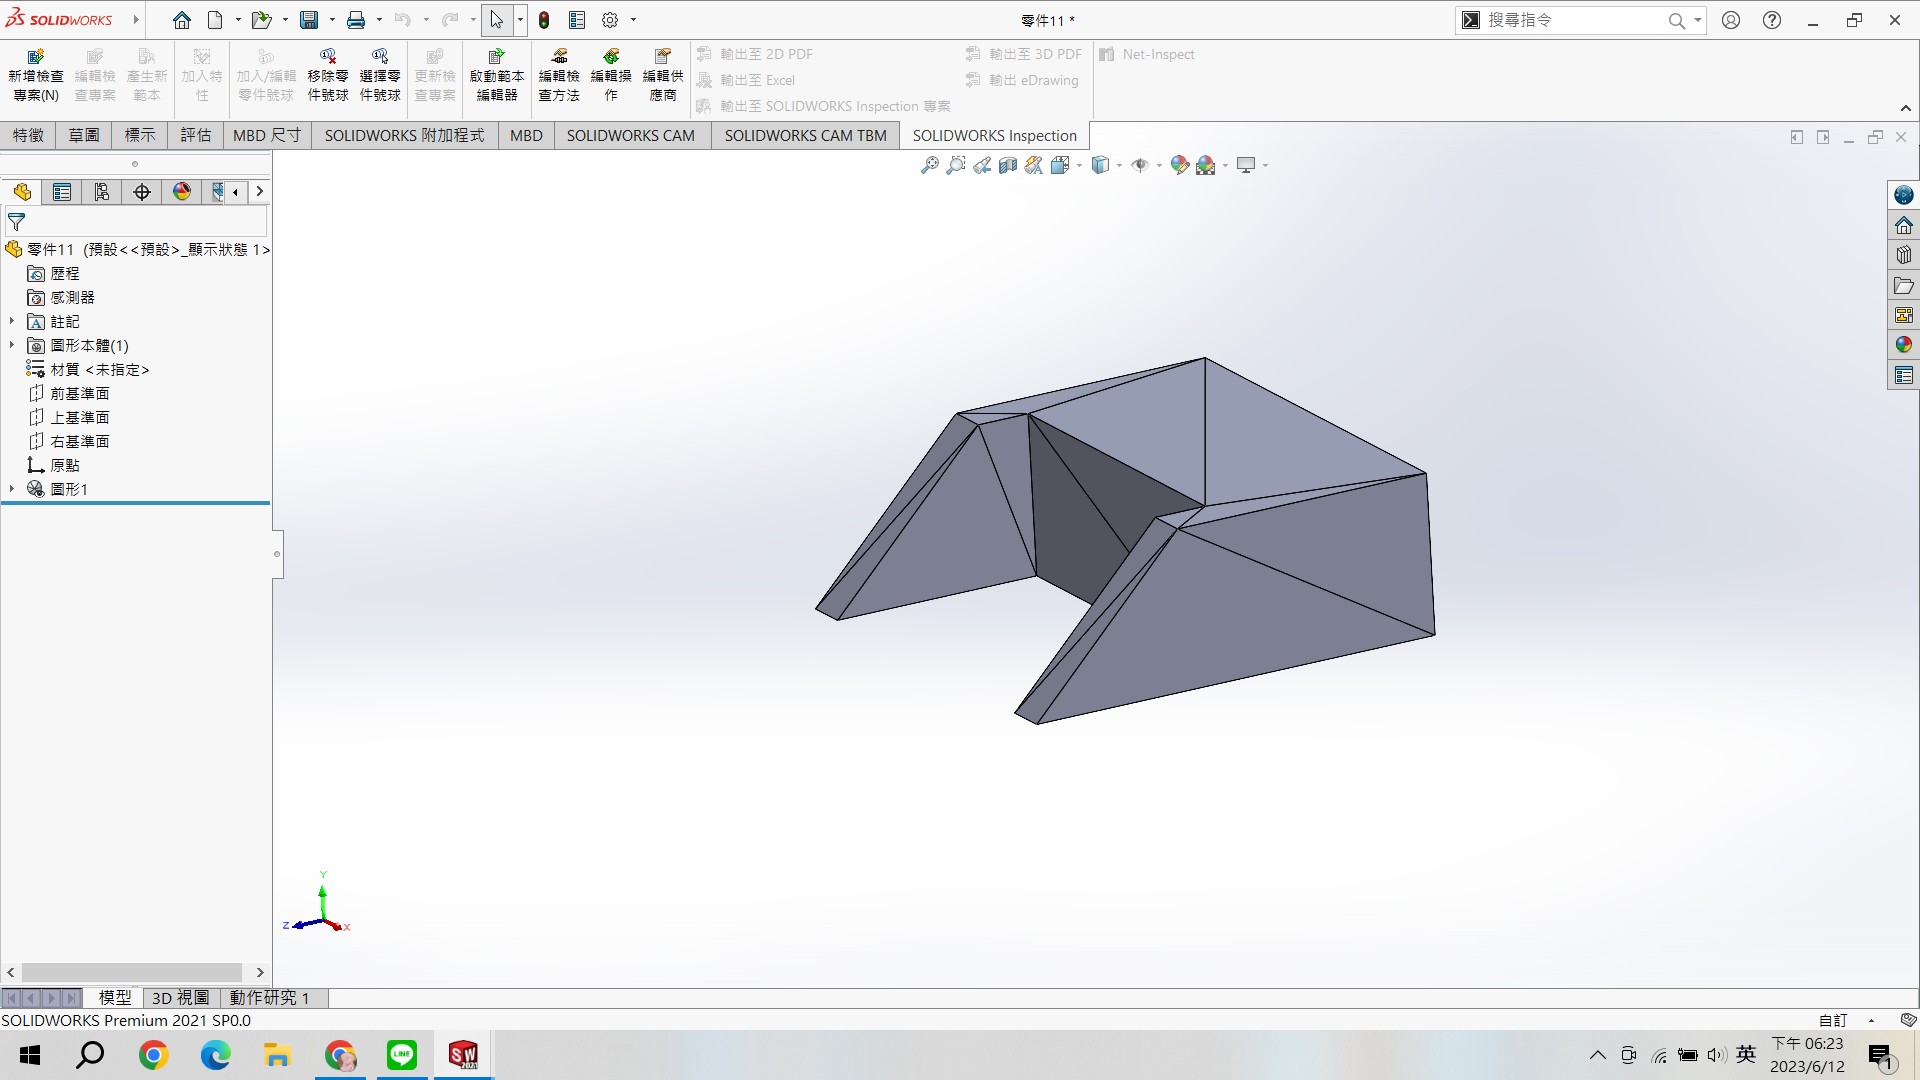 SOLIDWORKS
零件11 *
搜尋指令
新增檢查專案(N)
編輯檢查專案
產生新範本
加入特性
加入/編輯零件號球
移除零件號球
選擇零件號球
更新檢查專案
啟動範本編輯器
編輯檢查方法
編輯操作
編輯供應商
輸出至 2D PDF
輸出至 Excel
輸出至 SOLIDWORKS Inspection 專案
輸出至 3D PDF
輸出 eDrawing
Net-Inspect
特徵 草圖 標示 評估 MBD 尺寸 SOLIDWORKS 附加程式 MBD SOLIDWORKS CAM SOLIDWORKS CAM TBM SOLIDWORKS Inspection
零件11 (預設<<預設>_顯示狀態 1>
歷程
感測器
註記
圖形本體(1)
材質 <未指定>
前基準面
上基準面
右基準面
原點
圖形1
Y
Z
X
模型 3D 視圖 動作研究 1
SOLIDWORKS Premium 2021 SP0.0
自訂
LINE
SW
2021
英
下午 06:23
2023/6/12
1